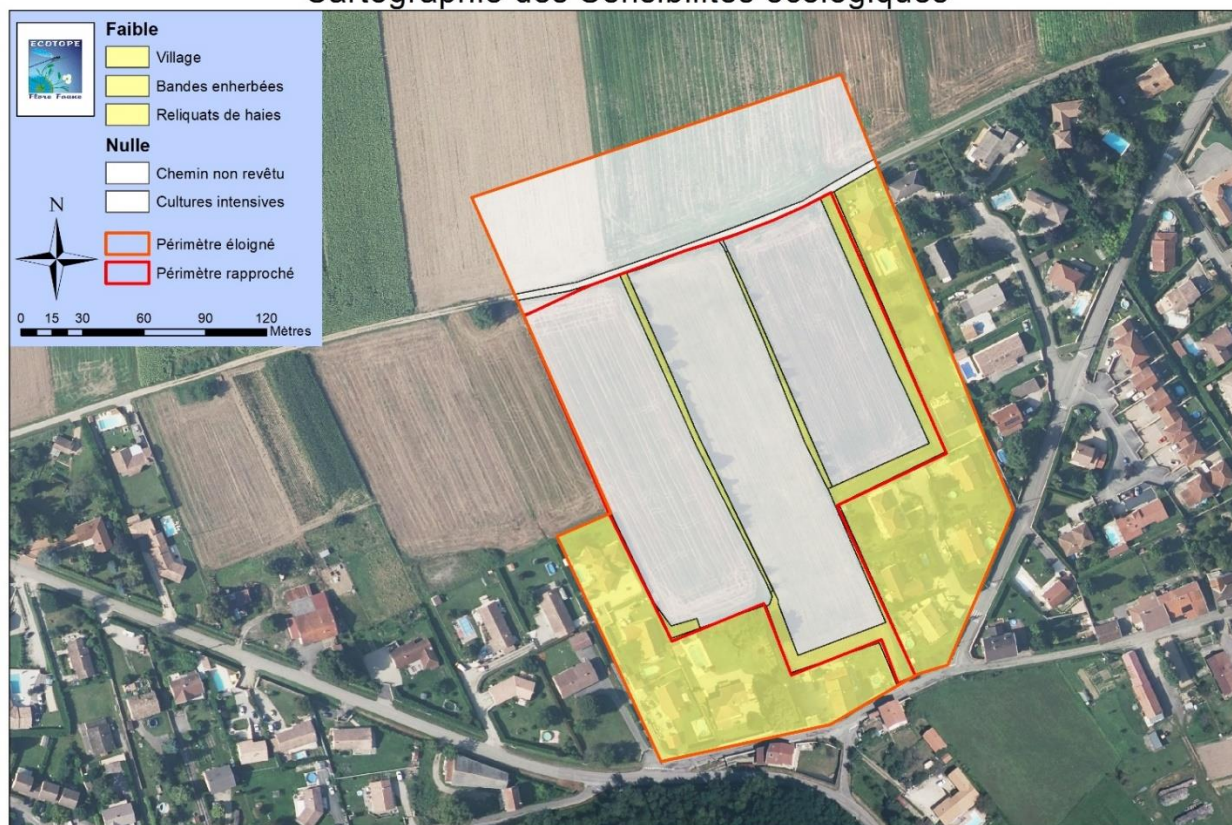 Cartographie des Sensibilités écologiques
ECOTOPE
Flore Faune
Faible
Village
Bandes enherbées
Reliquats de haies
Nulle
Chemin non revêtu
Cultures intensives
N
Périmètre éloigné
Périmètre rapproché
0 15 30 60 90 120
Mètres